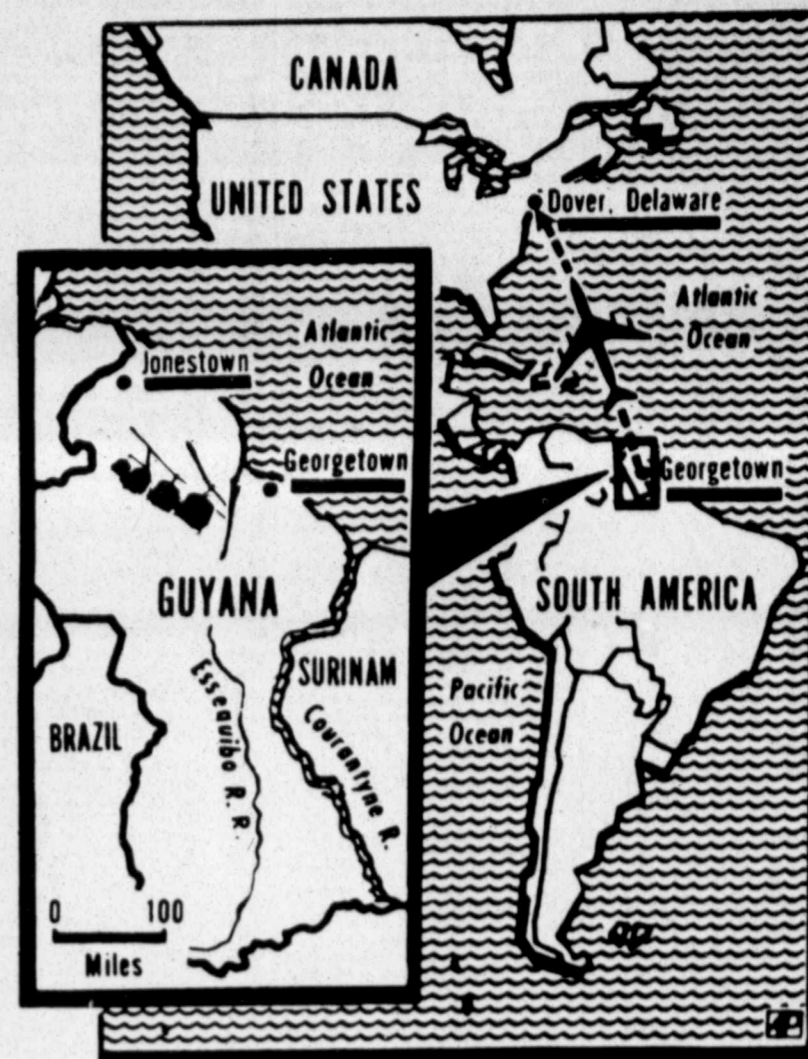 CANADA
UNITED STATES
Dover, Delaware
Atlantic
Ocean
Georgetown
SOUTH AMERICA
Pacific
Ocean
Atlantic
Ocean
Jonestown
Georgetown
GUYANA
SURINAM
BRAZIL
Essequibo R. R.
Courantyne R.
0 100
Miles
AP